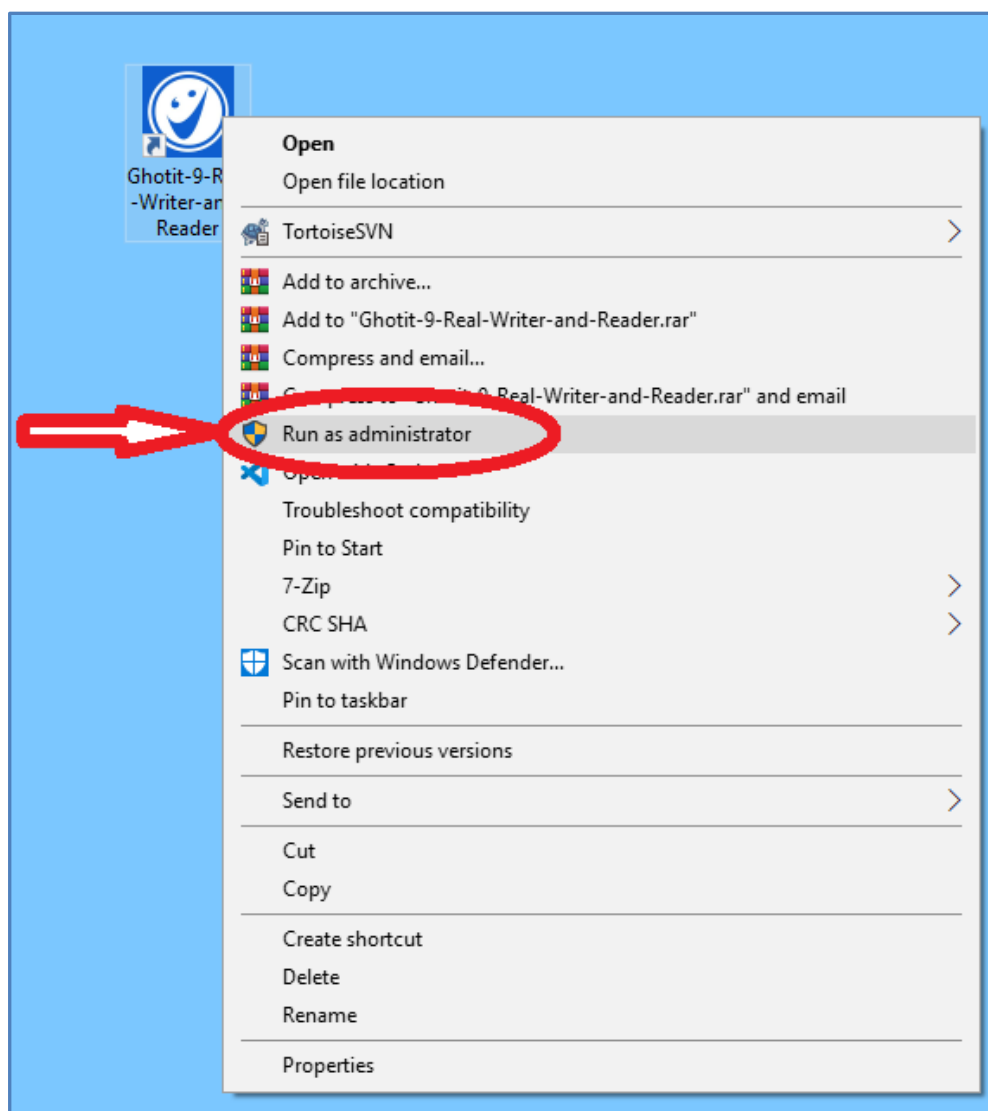 Ghotit-9-R
-Writer-an
Reader
Open
Open file location
TortoiseSVN
Add to archive...
Add to "Ghotit-9-Real-Writer-and-Reader.rar"
Compress and email...
Compress to "Ghotit-9-Real-Writer-and-Reader.rar" and email
Run as administrator
Open
Troubleshoot compatibility
Pin to Start
7-Zip
CRC SHA
Scan with Windows Defender...
Pin to taskbar
Restore previous versions
Send to
Cut
Copy
Create shortcut
Delete
Rename
Properties